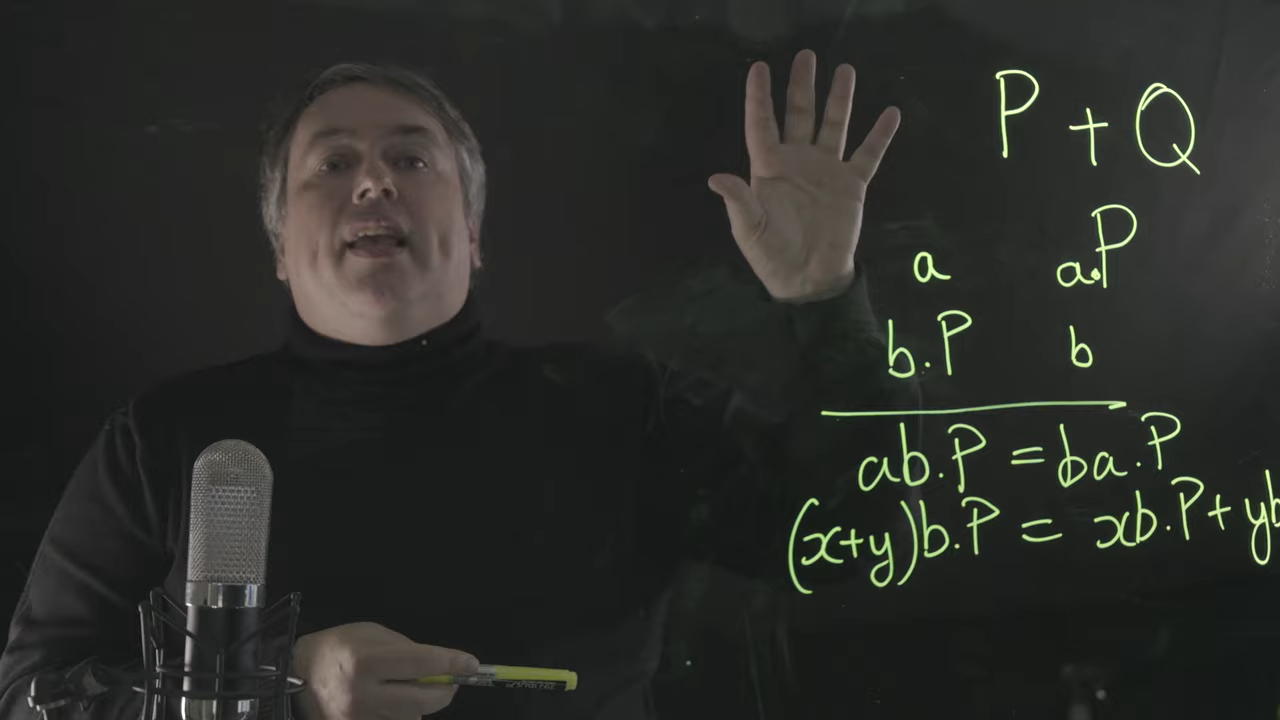 P + Q
a a.P
b.P b
ab.P = ba.P
(x+y)b.P = xb.P + yb